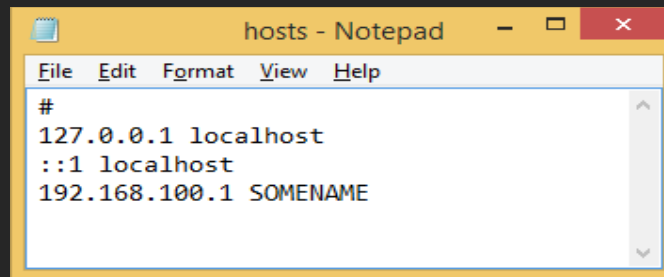 hosts - Notepad
File Edit Format View Help
#
127.0.0.1 localhost
::1 localhost
192.168.100.1 SOMENAME